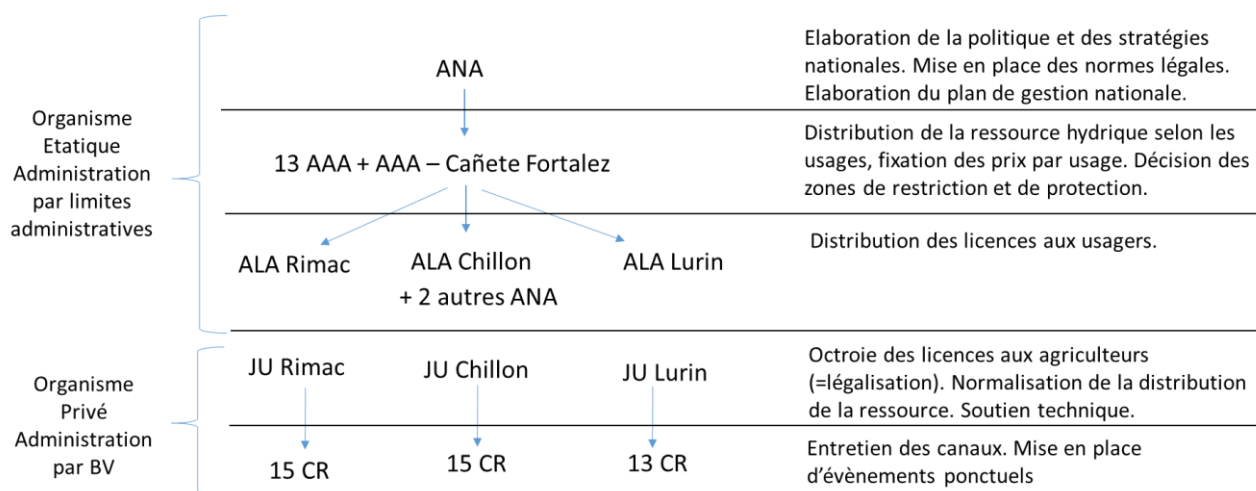 Organisme
Etatique
Administration
par limites
administratives
ANA
Elaboration de la politique et des stratégies
nationales. Mise en place des normes légales.
Elaboration du plan de gestion nationale.
13 AAA + AAA – Cañete Fortalez
Distribution de la ressource hydrique selon les
usages, fixation des prix par usage. Décision des
zones de restriction et de protection.
ALA Rimac
ALA Chillon
+ 2 autres ANA
ALA Lurin
Distribution des licences aux usagers.
Organisme
Privé
Administration
par BV
JU Rimac
JU Chillon
JU Lurin
Octroie des licences aux agriculteurs
(=légalisation). Normalisation de la distribution
de la ressource. Soutien technique.
15 CR
15 CR
13 CR
Entretien des canaux. Mise en place
d’évènements ponctuels